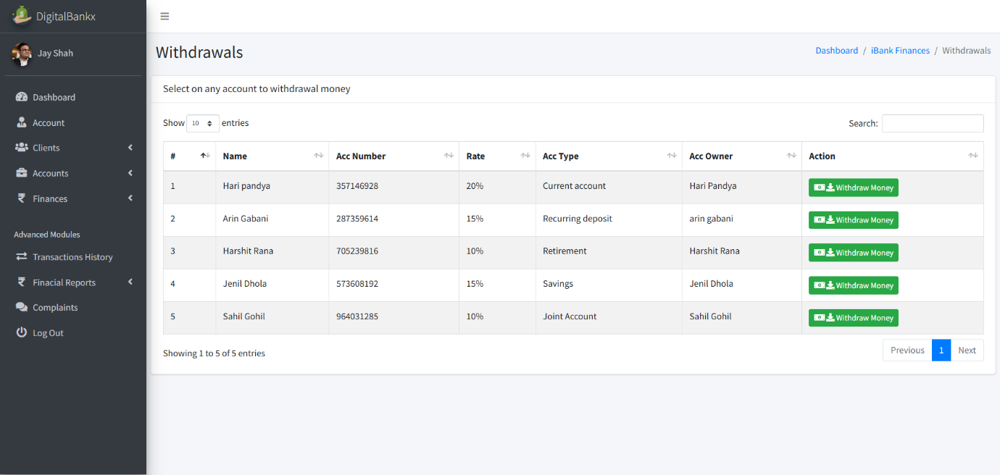 DigitalBankx
Jay Shah
Dashboard
Account
Clients
Accounts
Finances
Advanced Modules
Transactions History
Finacial Reports
Complaints
Log Out
Withdrawals
Dashboard / iBank Finances / Withdrawals
Select on any account to withdrawal money
Show 10 entries
Search:
# Name Acc Number Rate Acc Type Acc Owner Action
1 Hari pandya 357146928 20% Current account Hari Pandya Withdraw Money
2 Arin Gabani 287359614 15% Recurring deposit arin gabani Withdraw Money
3 Harshit Rana 705239816 10% Retirement Harshit Rana Withdraw Money
4 Jenil Dhola 573608192 15% Savings Jenil Dhola Withdraw Money
5 Sahil Gohil 964031285 10% Joint Account Sahil Gohil Withdraw Money
Showing 1 to 5 of 5 entries
Previous 1 Next